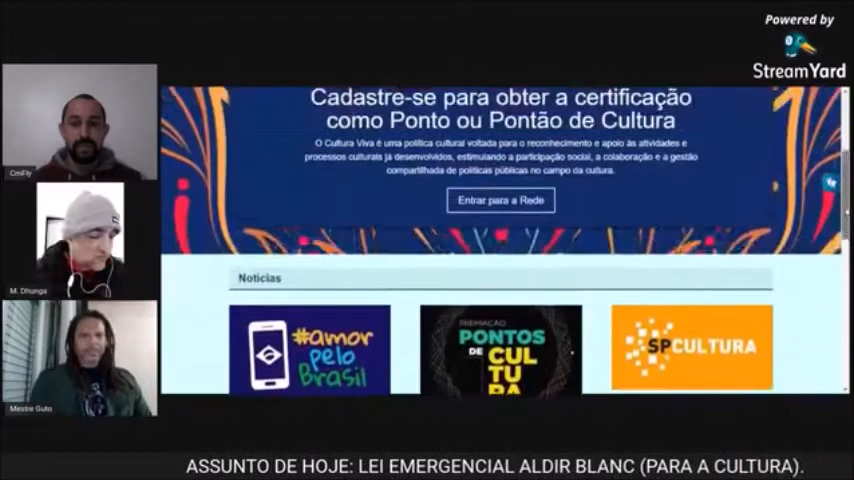 Powered by
StreamYard
CmFly
M. Dhunga
Mestre Guto
Cadastre-se para obter a certificação
como Ponto ou Pontão de Cultura
O Cultura Viva é uma política cultural voltada para o reconhecimento e apoio às atividades e
processos culturais já desenvolvidos, estimulando a participação social, a colaboração e a gestão
compartilhada de políticas públicas no campo da cultura.
Entrar para a Rede
Notícias
#amor
pelo
Brasil
PREMIAÇÃO
PONTOS
DE CUL
TU
RA
SPCULTURA
ASSUNTO DE HOJE: LEI EMERGENCIAL ALDIR BLANC (PARA A CULTURA).